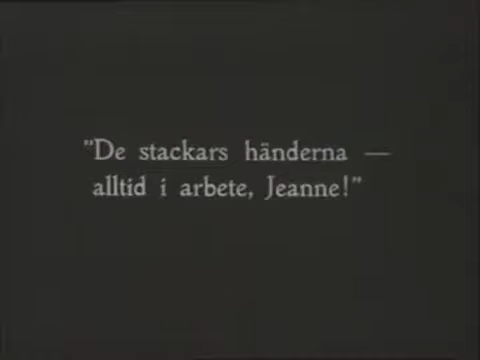 "De stackars händerna —
alltid i arbete, Jeanne!"